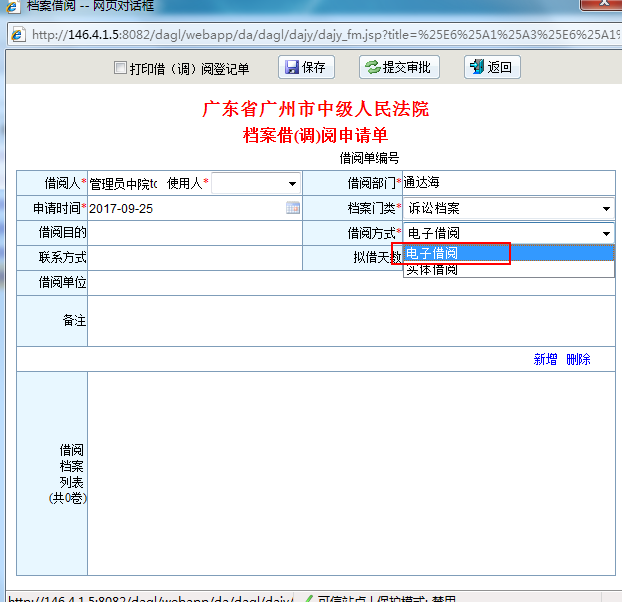 档案借阅 -- 网页对话框
http://146.4.1.5:8082/dagl/webapp/da/dagl/dajy/dajy_fm.jsp?title=%25E6%25A1%25A3%25E6%25A1%
打印借（调）阅登记单 保存 提交审批 返回
广东省广州市中级人民法院
档案借(调)阅申请单
借阅单编号
借阅人* 管理员中院tc 使用人* 借阅部门* 通达海
申请时间* 2017-09-25 档案门类* 诉讼档案
借阅目的 借阅方式* 电子借阅
电子借阅
联系方式 拟借天数
实体借阅
借阅单位
备注
新增 删除
借阅
档案
列表
(共0卷)
http://146.4.1.5:8082/dagl/webapp/da/dagl/dajy/ 可信站点 | 保护模式: 禁用